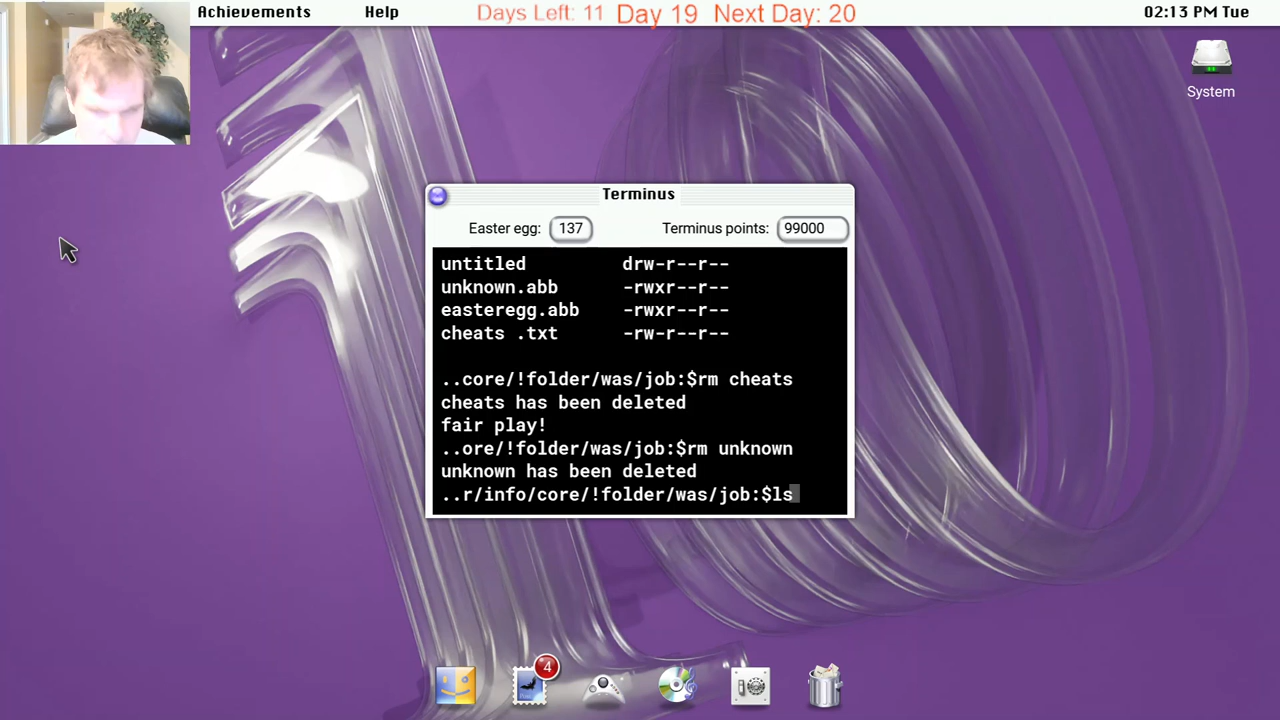 Achievements Help Days Left: 11 Day 19 Next Day: 20 02:13 PM Tue
System
Terminus
Easter egg: 137 Terminus points: 99000
untitled drw-r--r--
unknown.abb -rwxr--r--
easteregg.abb -rwxr--r--
cheats .txt -rw-r--r--
..core/!folder/was/job:$rm cheats
cheats has been deleted
fair play!
..ore/!folder/was/job:$rm unknown
unknown has been deleted
..r/info/core/!folder/was/job:$ls
4